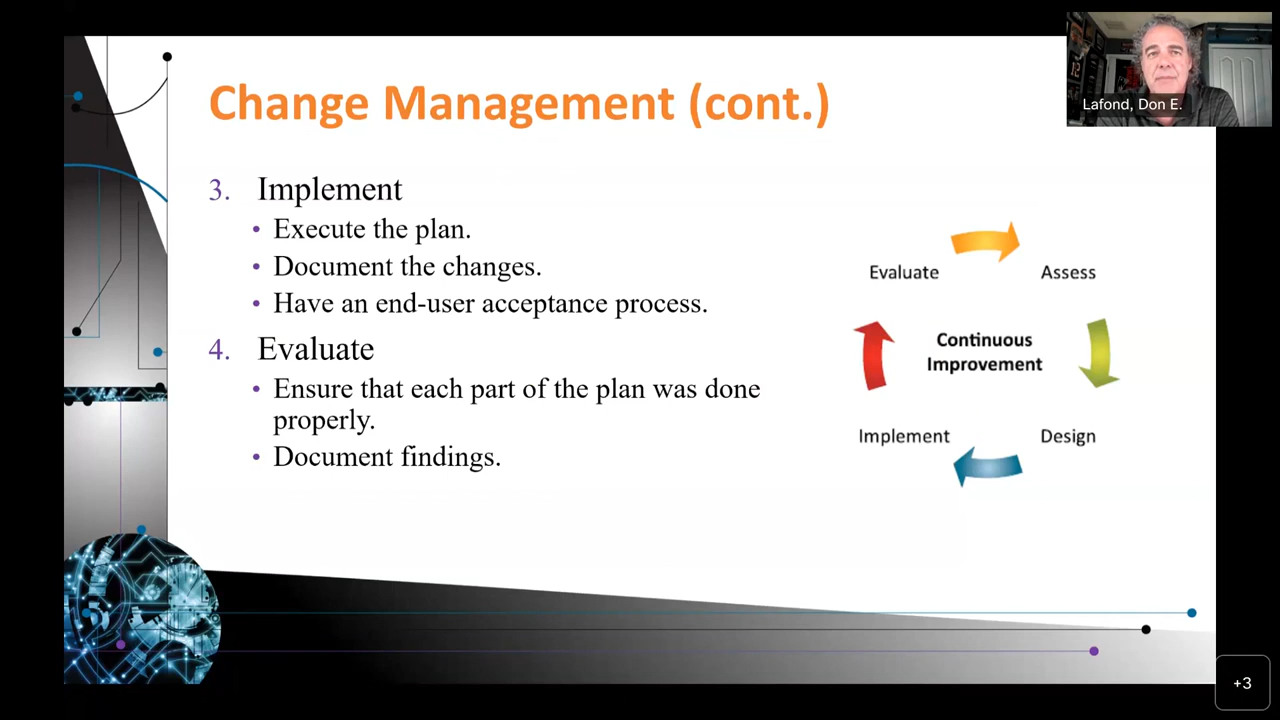 Change Management (cont.)
Lafond, Don E.
3. Implement
• Execute the plan.
• Document the changes.
• Have an end-user acceptance process.
4. Evaluate
• Ensure that each part of the plan was done
properly.
• Document findings.
Evaluate
Assess
Continuous
Improvement
Implement
Design
+3